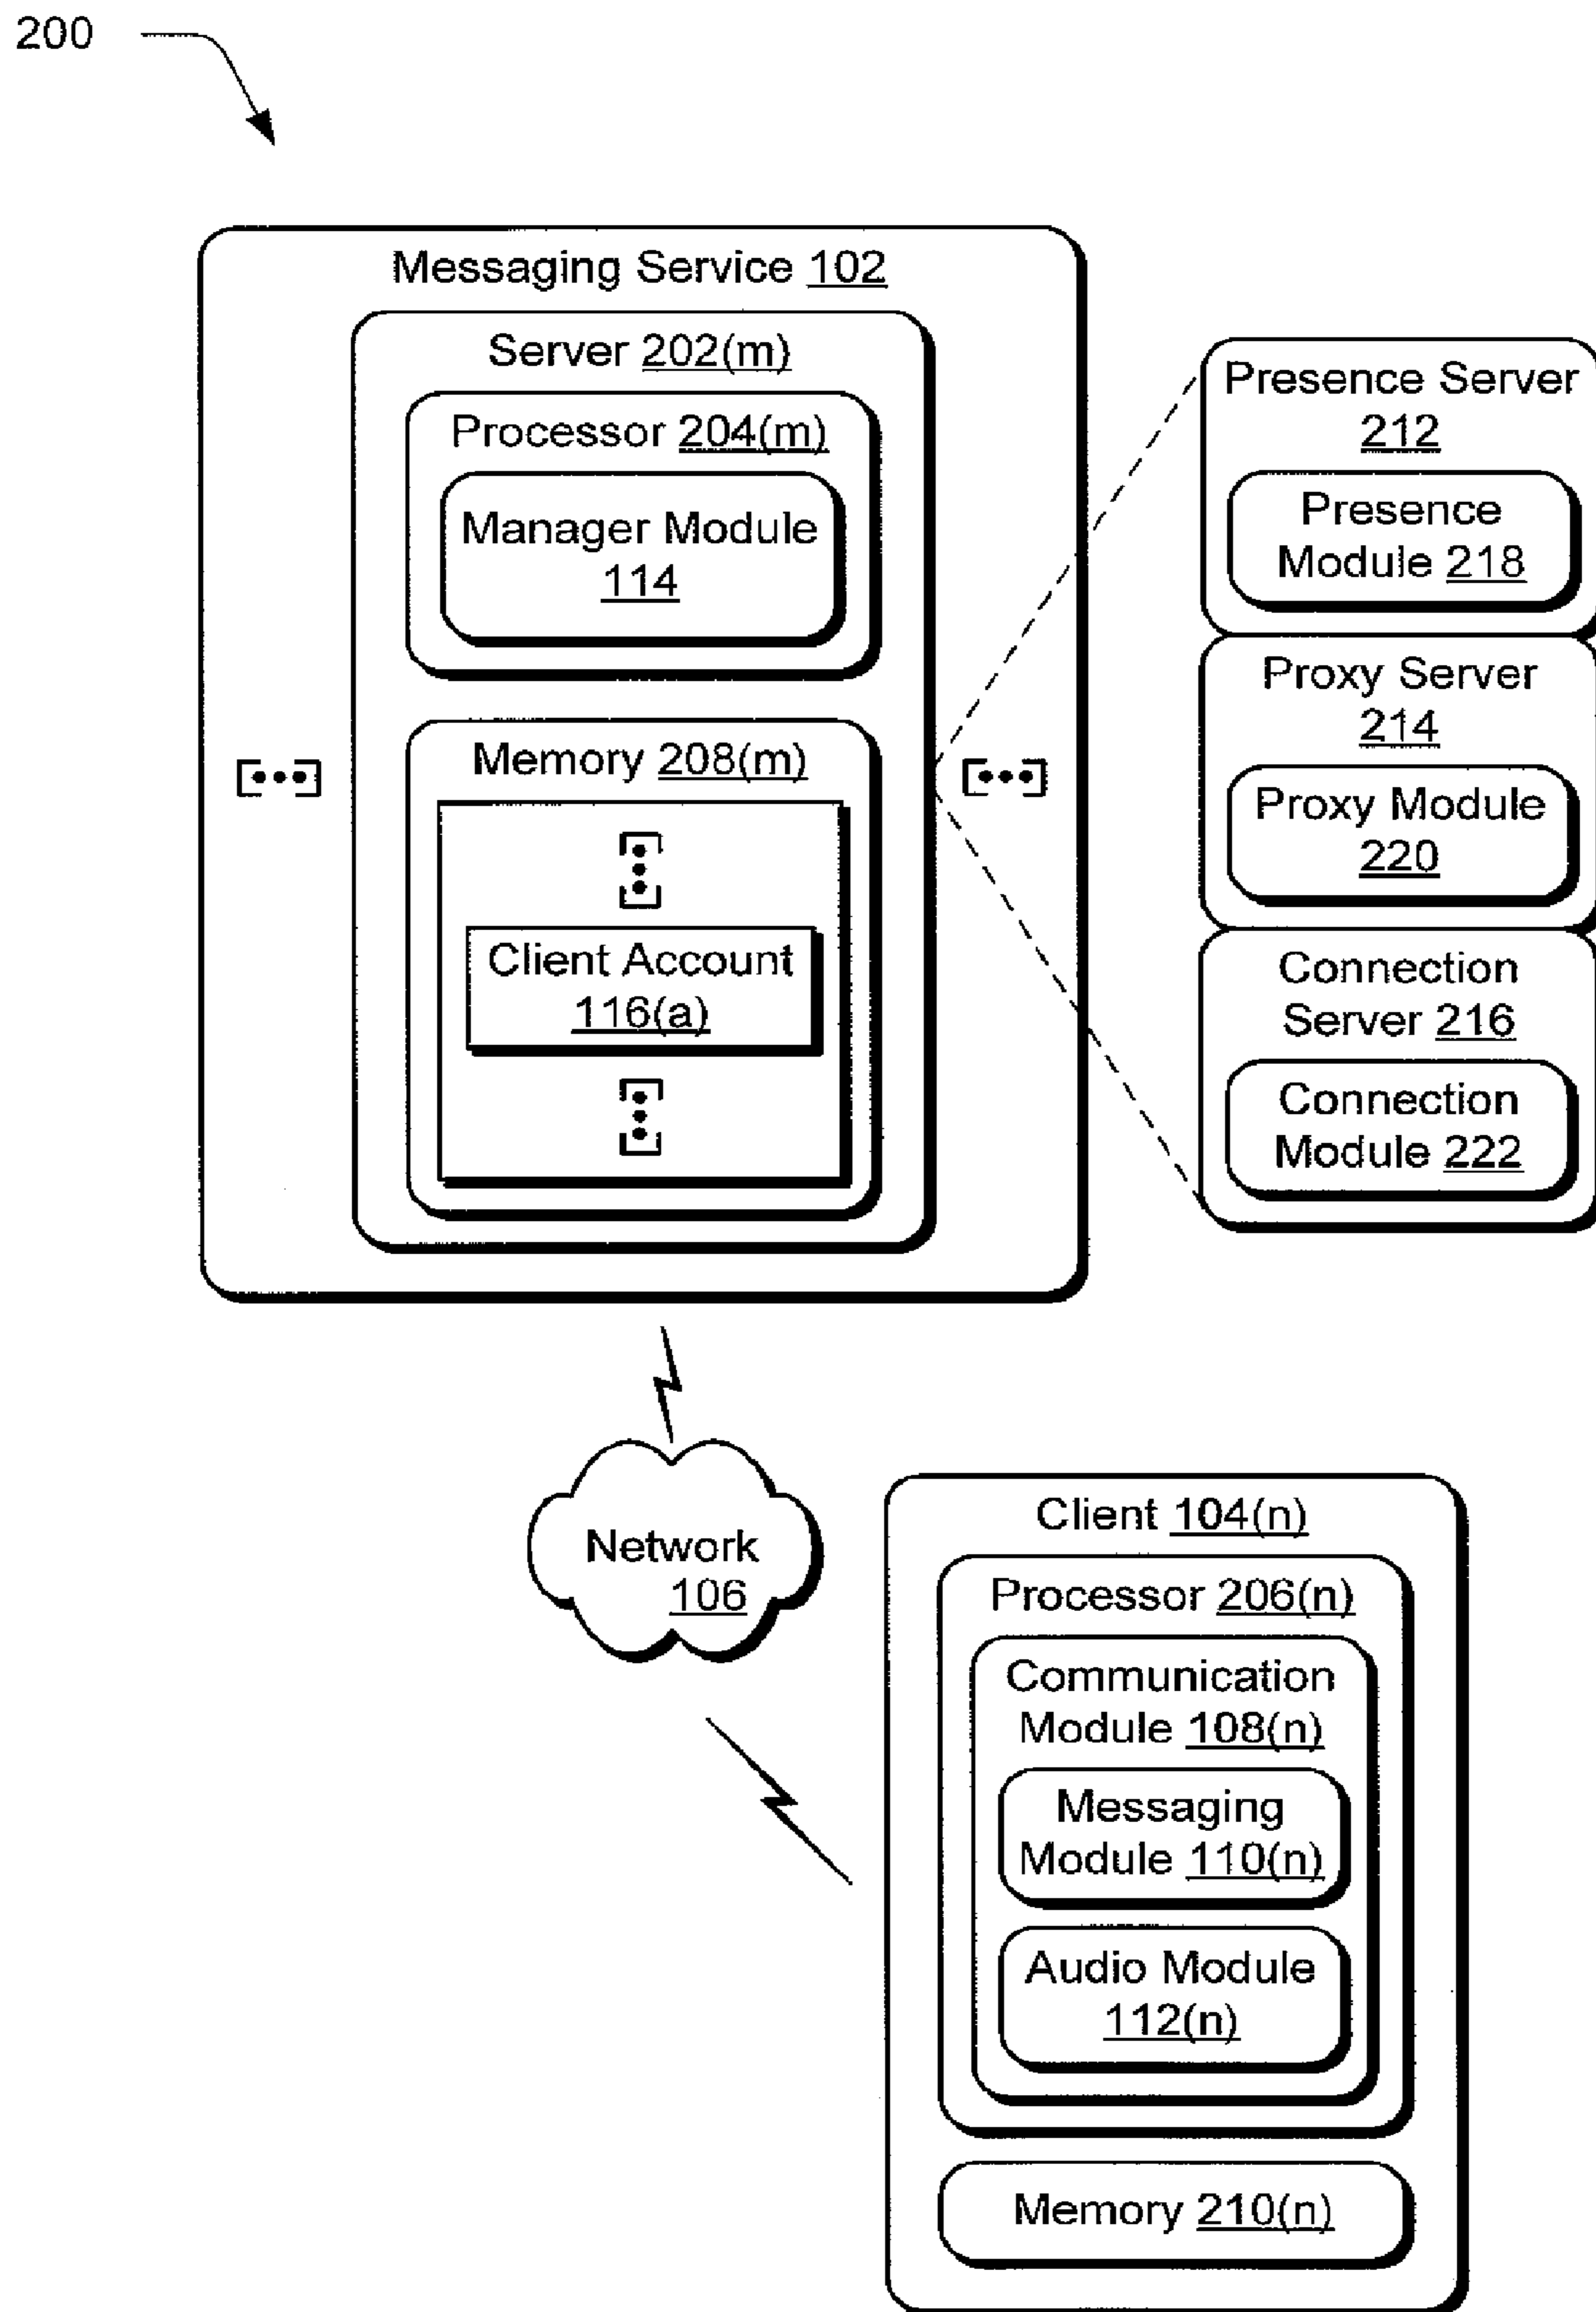 200
Messaging Service 102
Server 202(m)
Processor 204(m)
Manager Module
114
Memory 208(m)
Client Account
116(a)
Presence Server
212
Presence
Module 218
Proxy Server
214
Proxy Module
220
Connection
Server 216
Connection
Module 222
Network
106
Client 104(n)
Processor 206(n)
Communication
Module 108(n)
Messaging
Module 110(n)
Audio Module
112(n)
Memory 210(n)